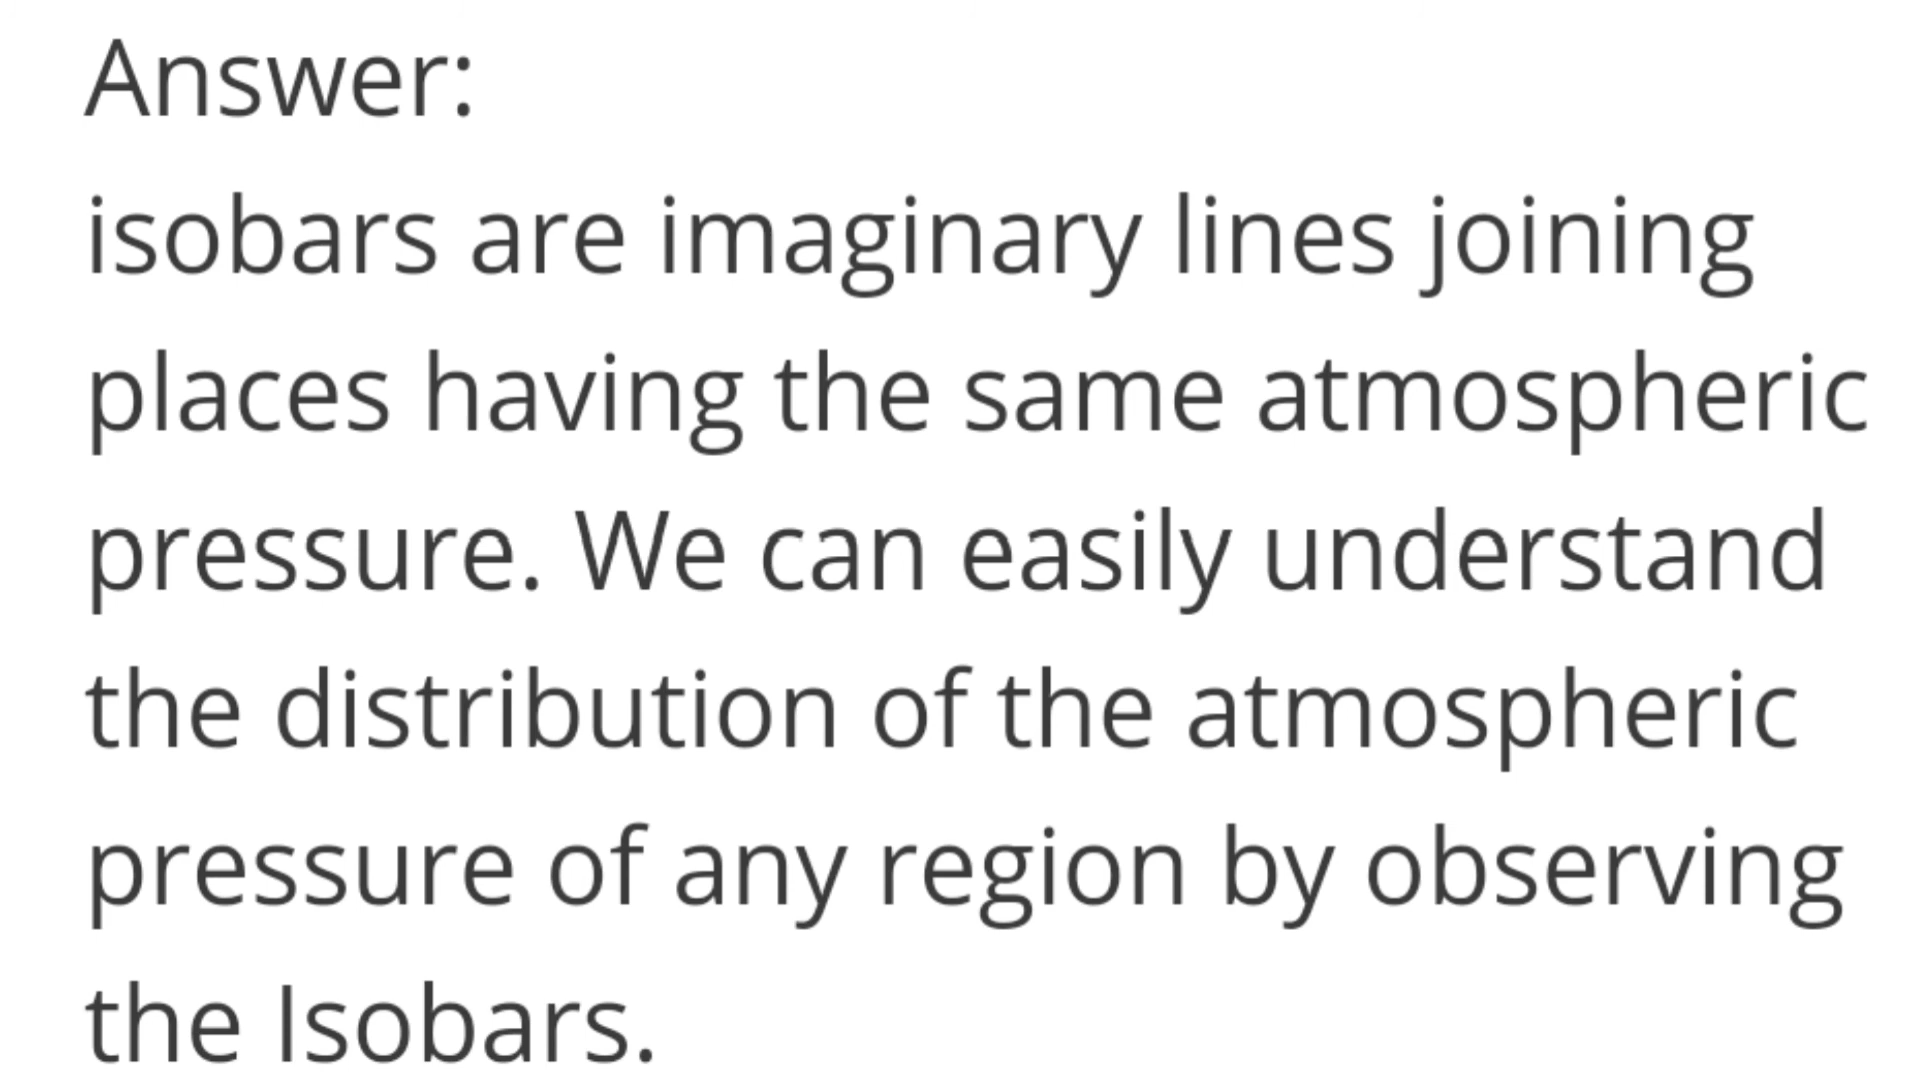 Answer:
isobars are imaginary lines joining
places having the same atmospheric
pressure. We can easily understand
the distribution of the atmospheric
pressure of any region by observing
the Isobars.